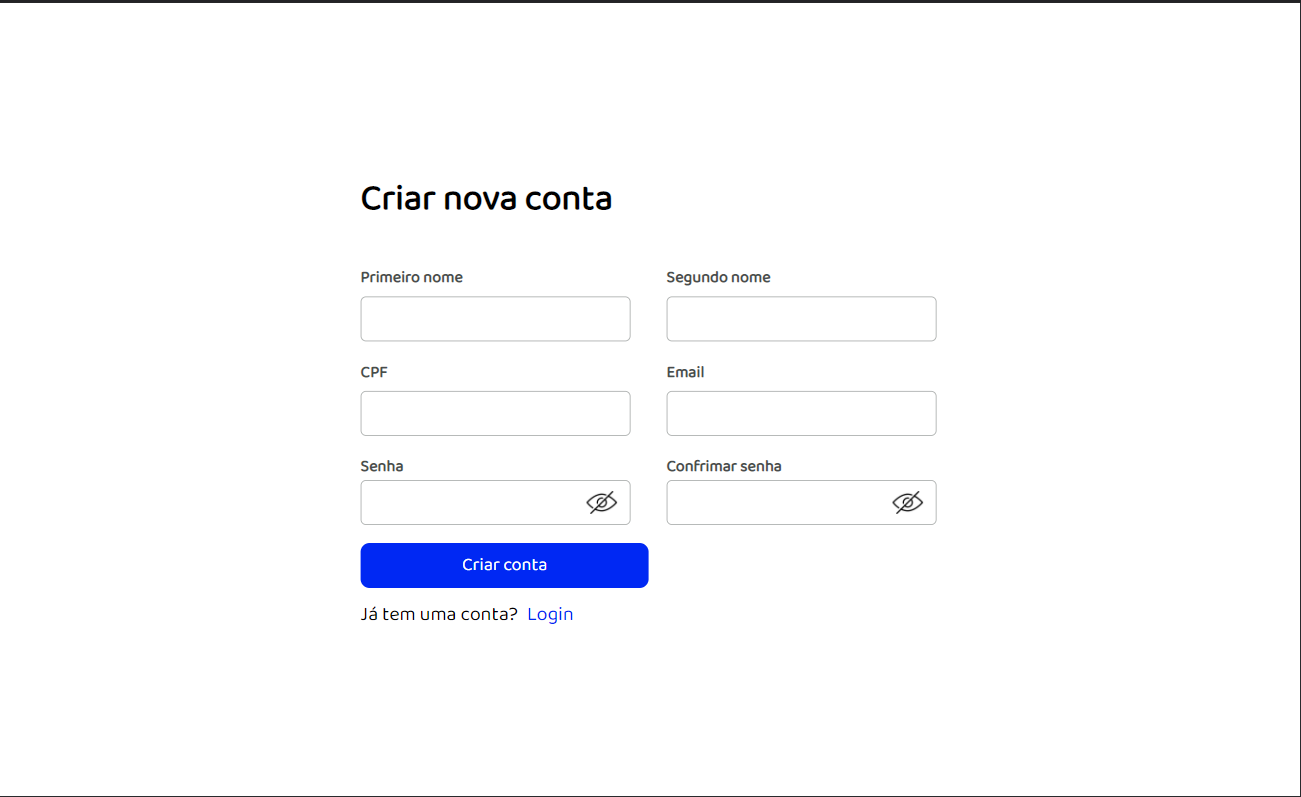 Criar nova conta
Primeiro nome
Segundo nome
CPF
Email
Senha
Confrimar senha
Criar conta
Já tem uma conta? Login